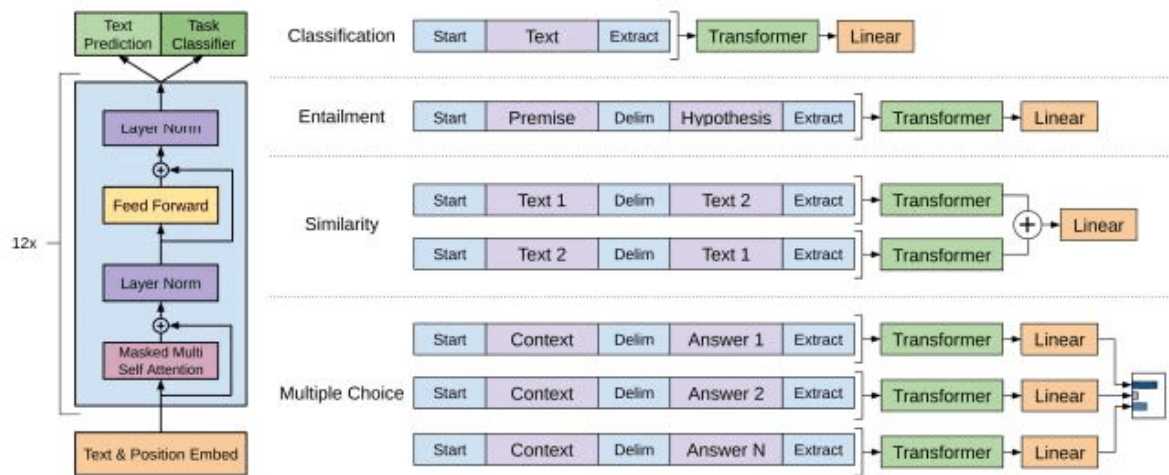 Text
Prediction
Task
Classifier
Layer Norm
Feed Forward
12x
Layer Norm
Masked Multi
Self Attention
Text & Position Embed
Classification Start Text Extract Transformer Linear
Entailment Start Premise Delim Hypothesis Extract Transformer Linear
Similarity
Start Text 1 Delim Text 2 Extract Transformer
Linear
Start Text 2 Delim Text 1 Extract Transformer
Multiple Choice
Start Context Delim Answer 1 Extract Transformer Linear
Start Context Delim Answer 2 Extract Transformer Linear
Start Context Delim Answer N Extract Transformer Linear